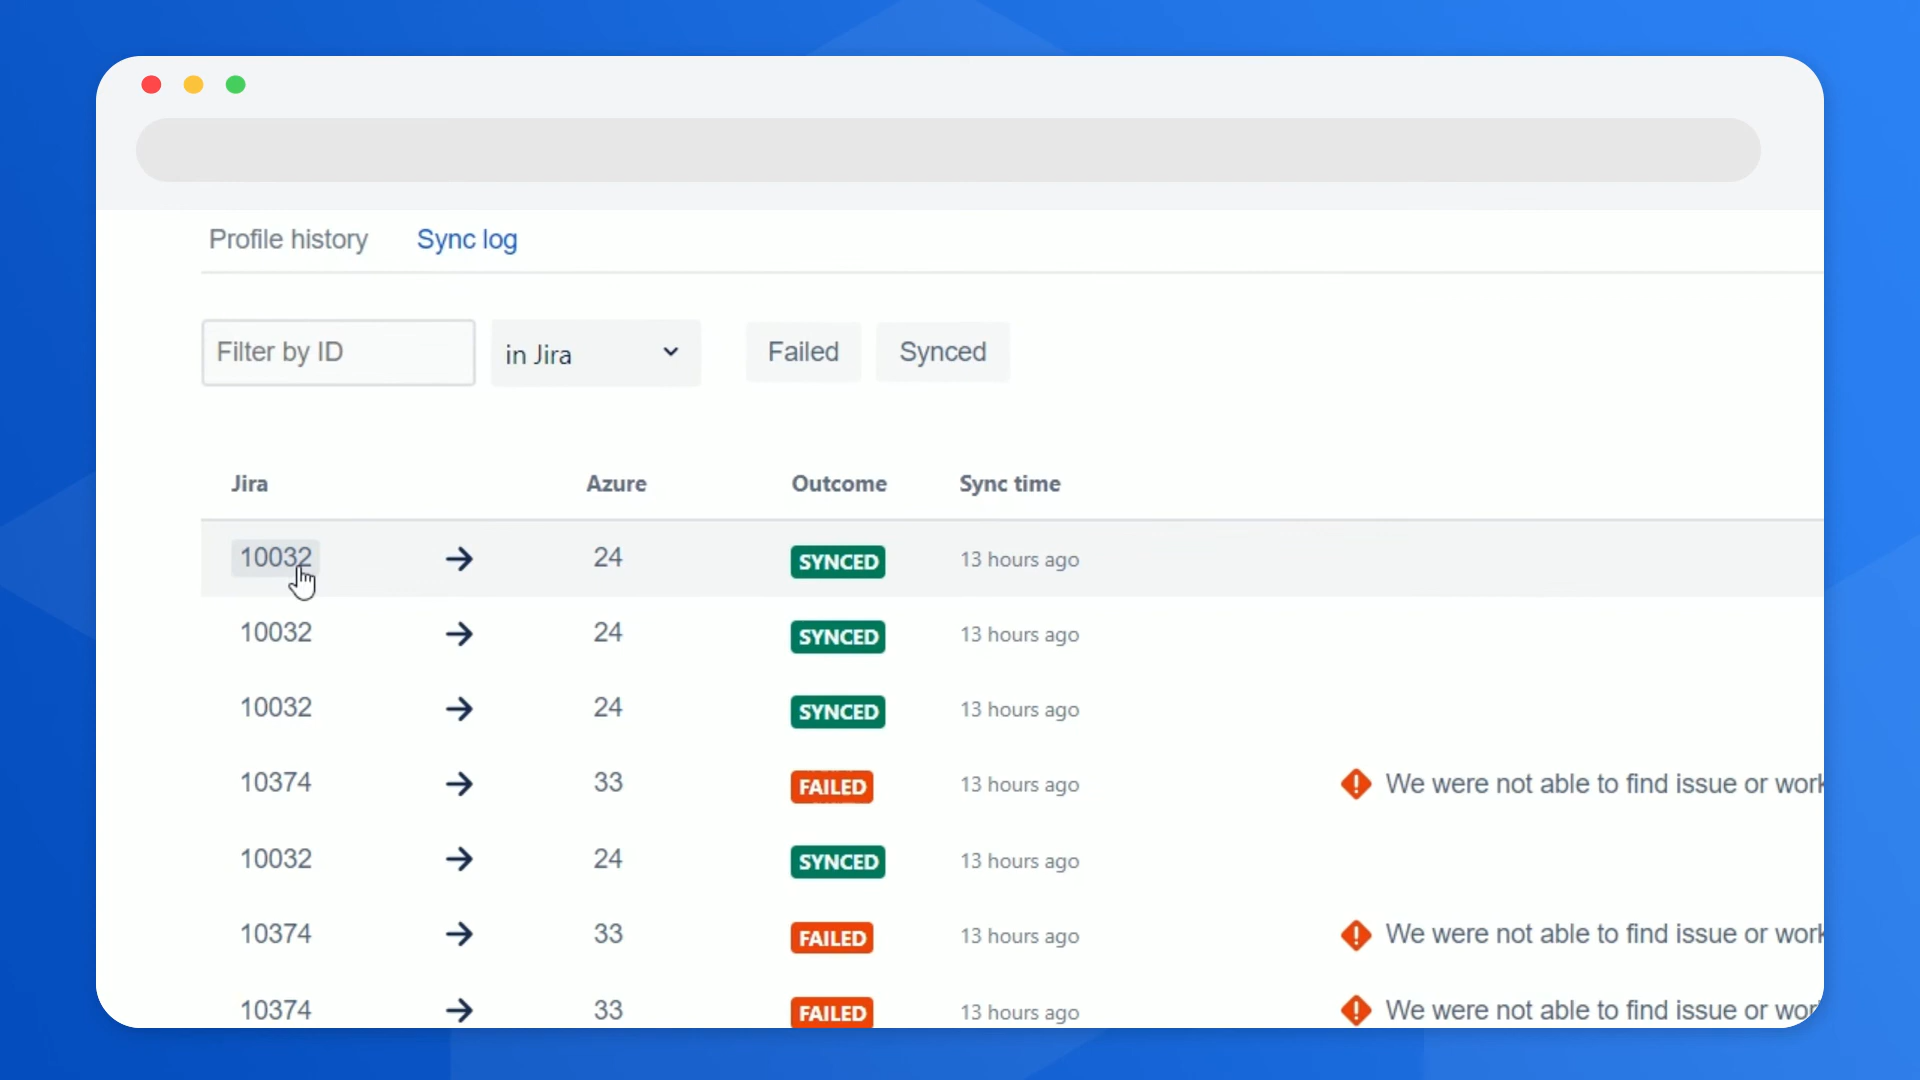 Profile history Sync log
Filter by ID in Jira Failed Synced
Jira Azure Outcome Sync time
10032 → 24 SYNCED 13 hours ago
10032 → 24 SYNCED 13 hours ago
10032 → 24 SYNCED 13 hours ago
10374 → 33 FAILED 13 hours ago We were not able to find issue or work
10032 → 24 SYNCED 13 hours ago
10374 → 33 FAILED 13 hours ago We were not able to find issue or work
10374 → 33 FAILED 13 hours ago We were not able to find issue or wor